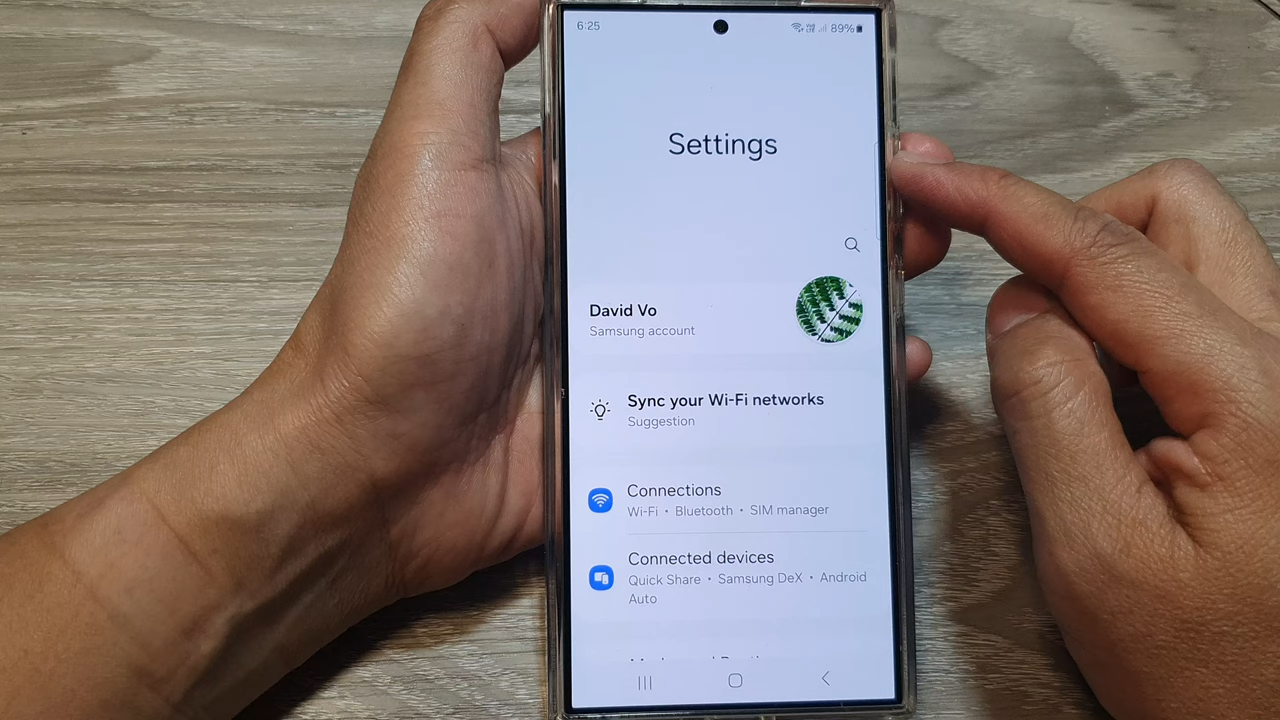 6:25
89%
Settings
David Vo
Samsung account
Sync your Wi-Fi networks
Suggestion
Connections
Wi-Fi • Bluetooth • SIM manager
Connected devices
Quick Share • Samsung DeX • Android
Auto